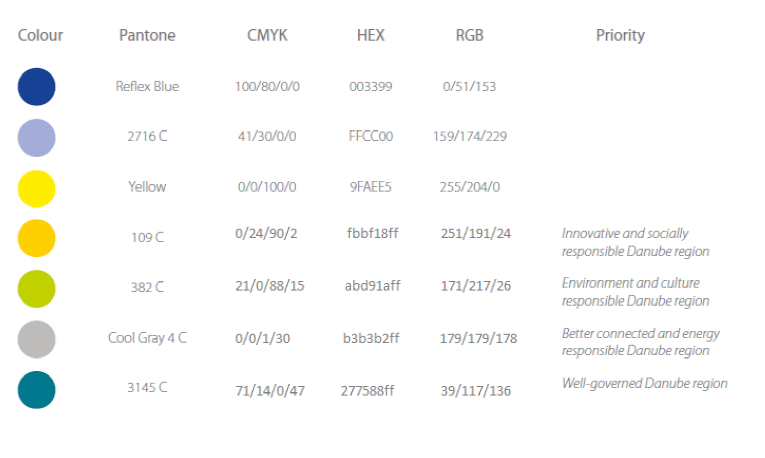 Colour Pantone CMYK HEX RGB Priority
Reflex Blue 100/80/0/0 003399 0/51/153
2716 C 41/30/0/0 FFCC00 159/174/229
Yellow 0/0/100/0 9FAEE5 255/204/0
109 C 0/24/90/2 fbbf18ff 251/191/24 Innovative and socially
responsible Danube region
382 C 21/0/88/15 abd91aff 171/217/26 Environment and culture
responsible Danube region
Cool Gray 4 C 0/0/1/30 b3b3b2ff 179/179/178 Better connected and energy
responsible Danube region
3145 C 71/14/0/47 277588ff 39/117/136 Well-governed Danube region